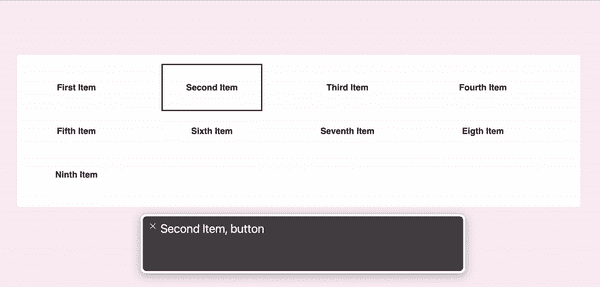 First Item Second Item Third Item Fourth Item
Fifth Item Sixth Item Seventh Item Eigth Item
Ninth Item
Second Item, button